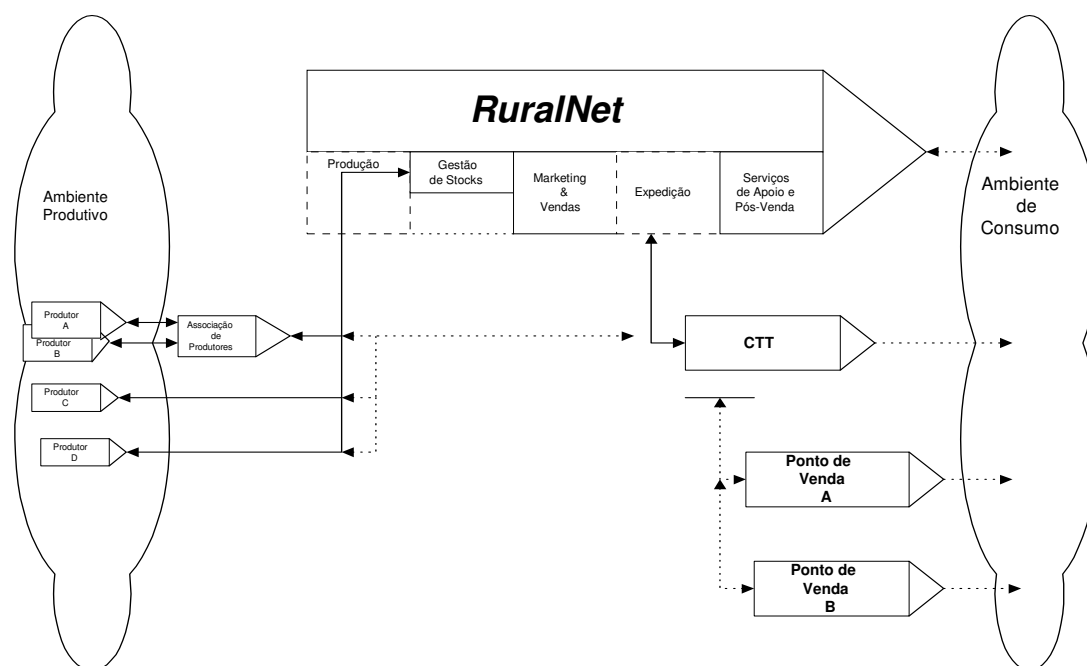 RuralNet
Produção
Gestão
de Stocks
Marketing
&
Vendas
Expedição
Serviços
de Apoio e
Pós-Venda
Ambiente
Produtivo
Ambiente
de
Consumo
Produtor
A
Produtor
B
Associação
de
Produtores
CTT
Produtor
C
Produtor
D
Ponto de
Venda
A
Ponto de
Venda
B